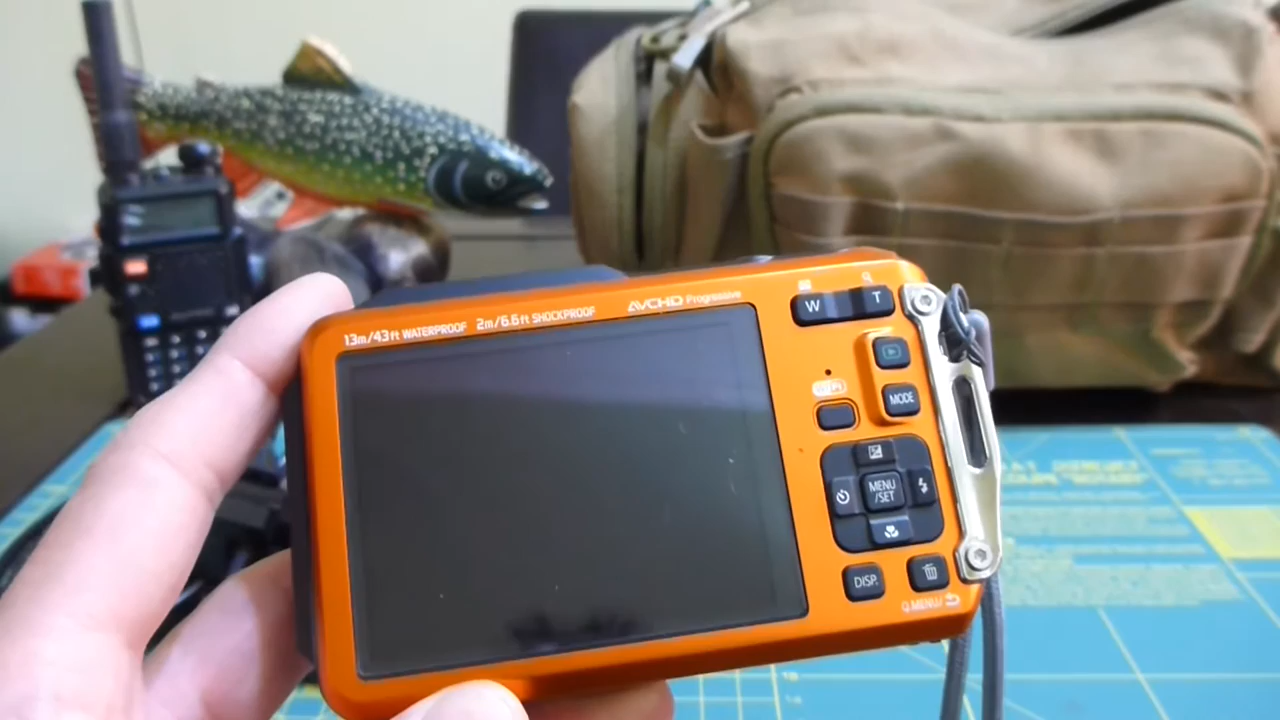 13m/43ft WATERPROOF 2m/6.6ft SHOCKPROOF AVCHD Progressive
W T
Wi-Fi
MODE
MENU
/SET
DISP.
Q.MENU/